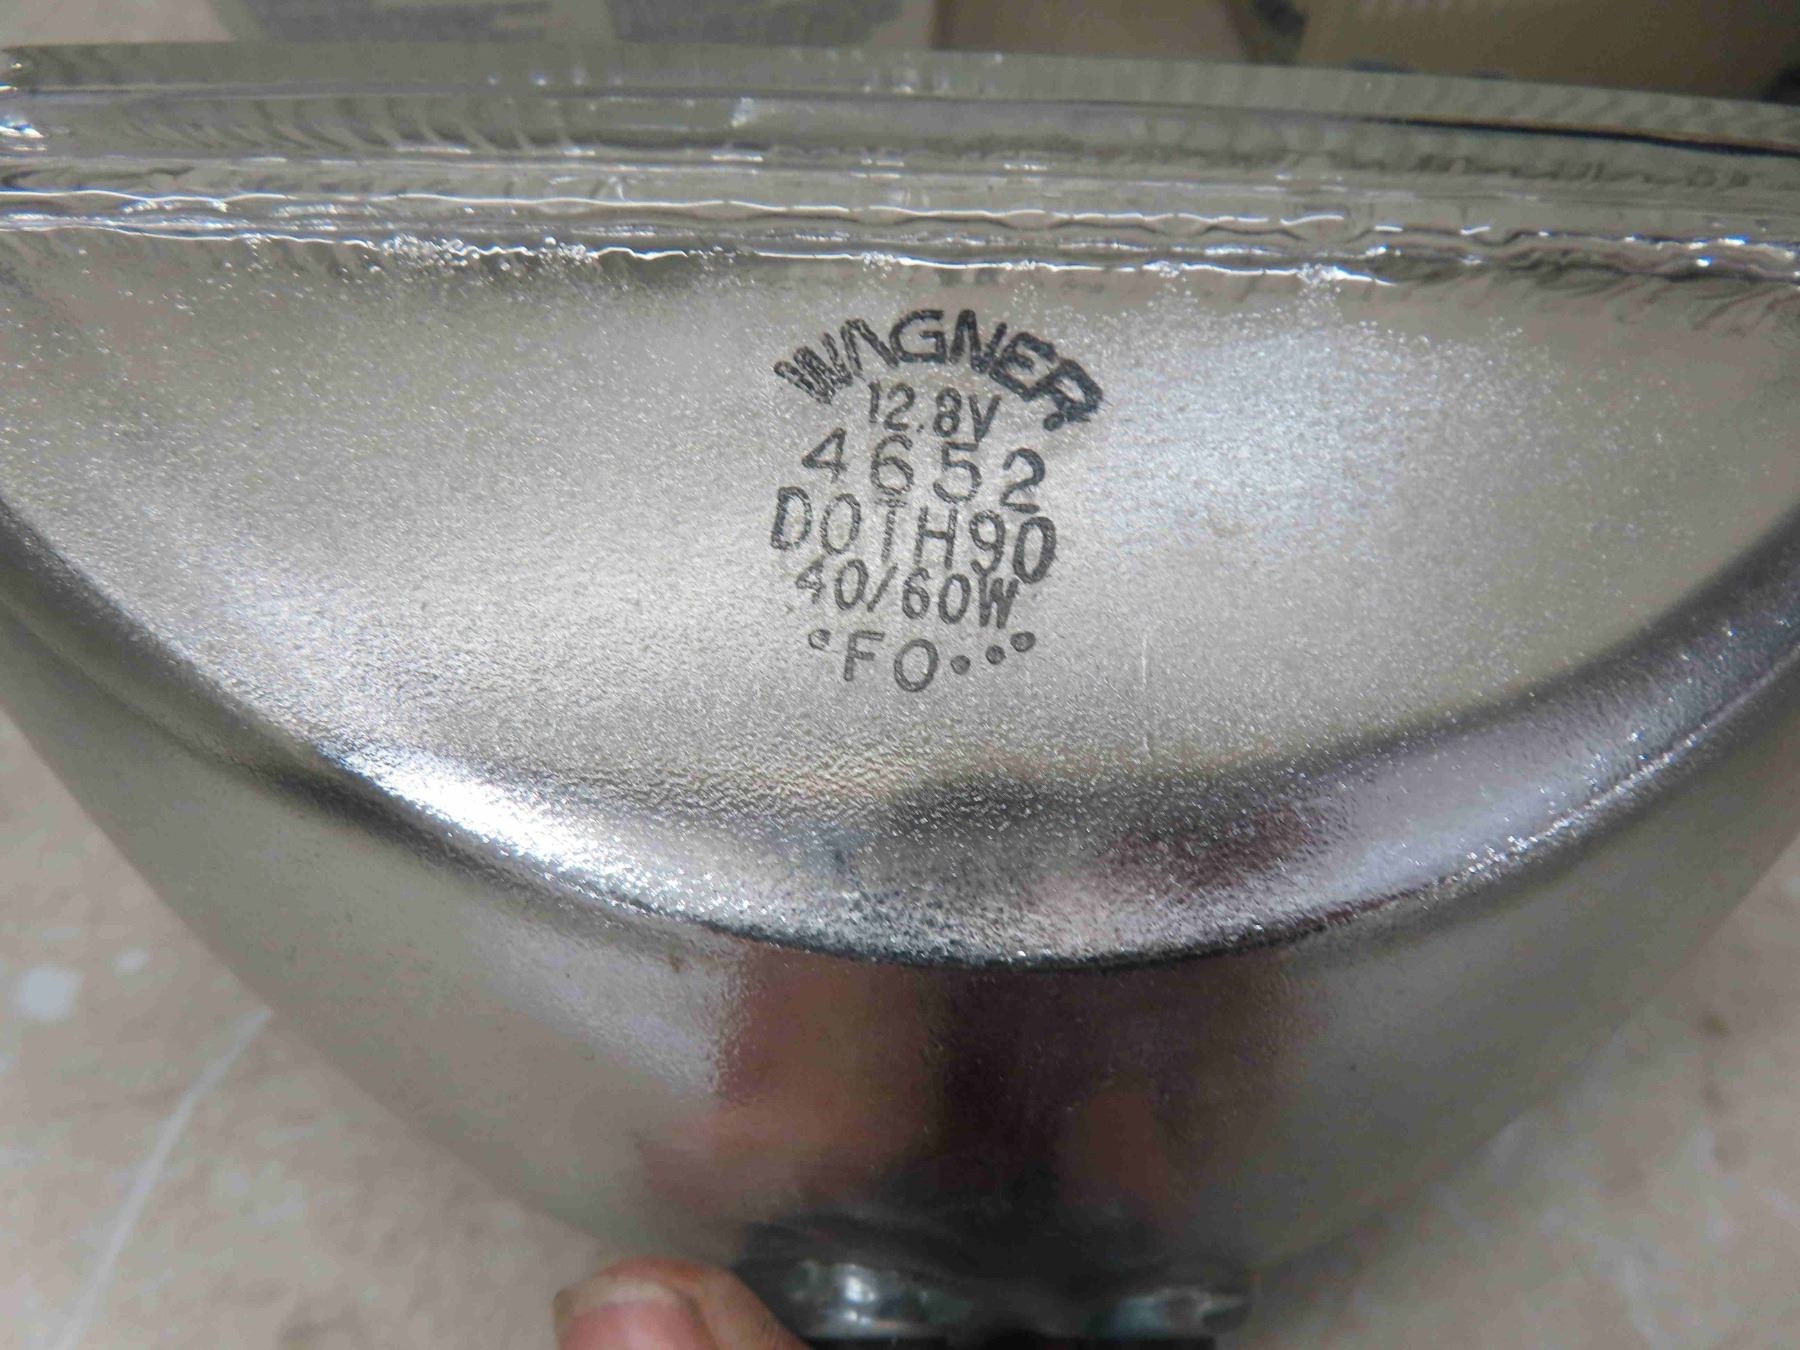 WAGNER
12.8V
4652
DOT H90
40/60W
•FO•••